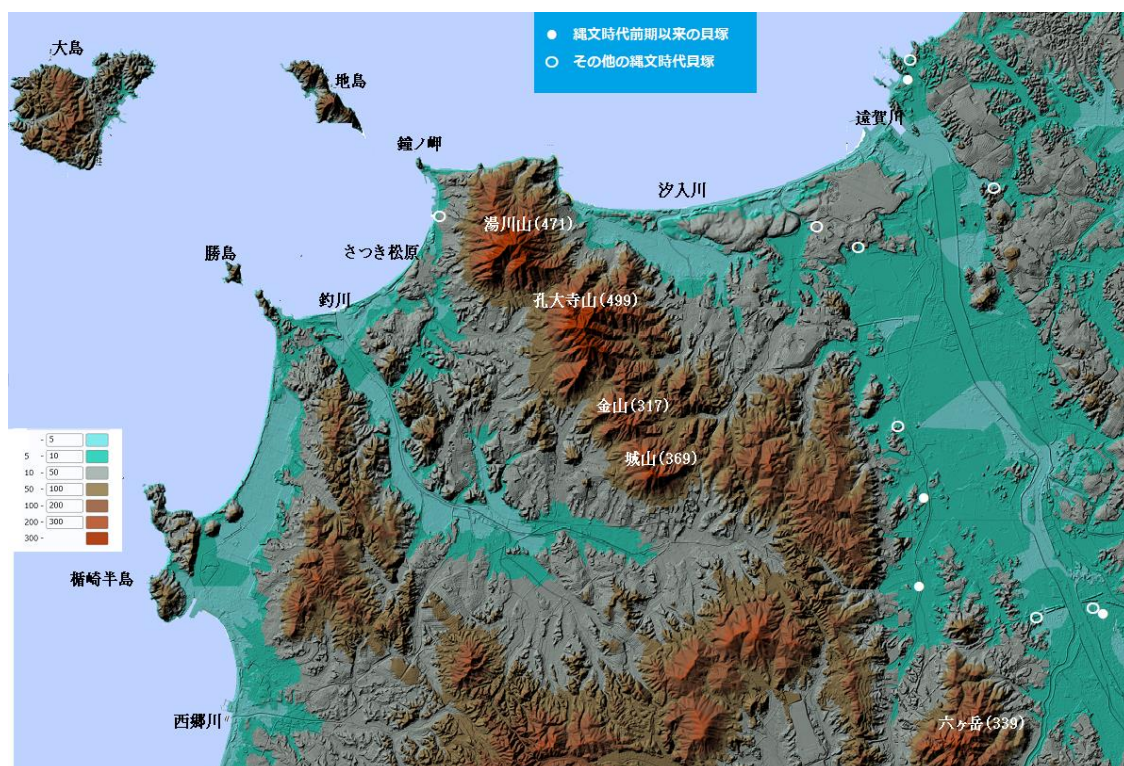 縄文時代前期以来の貝塚
その他の縄文時代貝塚
大島
地島
遠賀川
鐘ノ岬
汐入川
湯川山(471)
さつき松原
勝島
釣川
孔大寺山(499)
金山(317)
城山(369)
- 5
5 - 10
10 - 50
50 - 100
100 - 200
200 - 300
300 -
楯崎半島
西郷川
六ヶ岳(339)